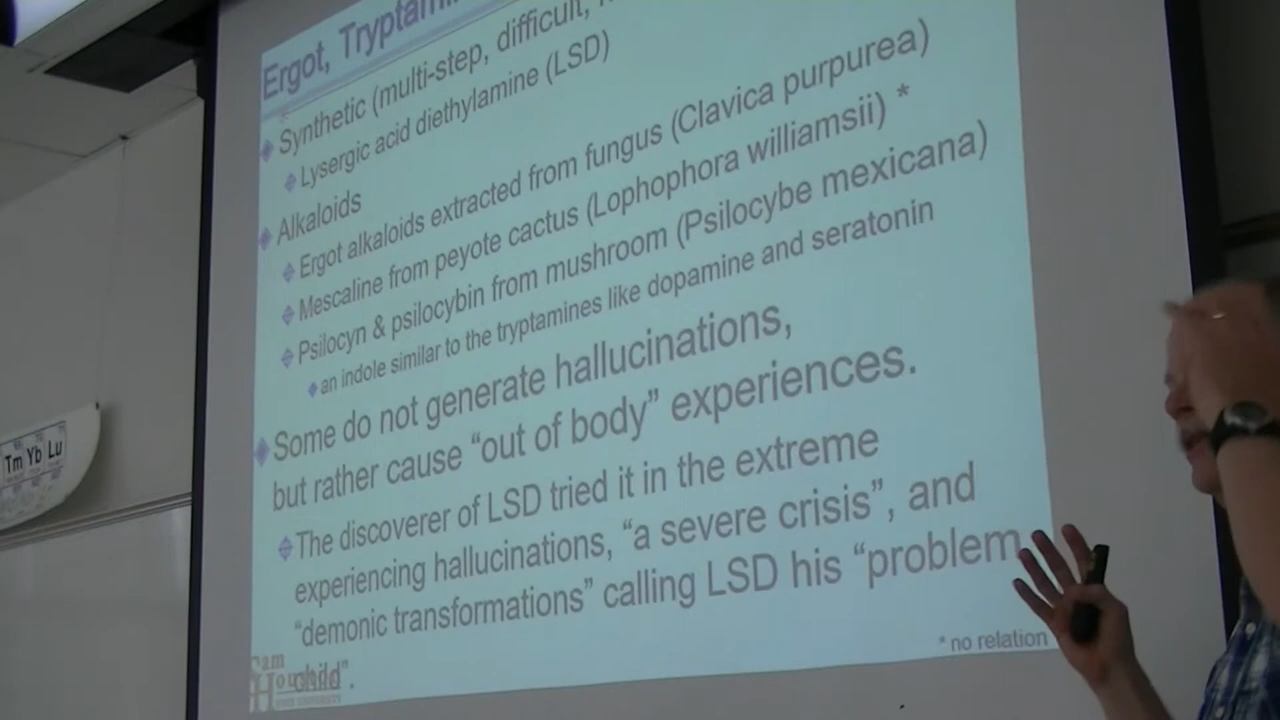 Ergot,
Synthetic (multi-step, difficult,
Lysergic acid diethylamine (LSD)
Alkaloids
Ergot alkaloids extracted from fungus (Clavica purpurea)
Mescaline from peyote cactus (Lophophora williamsii) *
Psilocyn & psilocybin from mushroom (Psilocybe mexicana)
an indole similar to the tryptamines like dopamine and seratonin
Some do not generate hallucinations,
but rather cause "out of body" experiences.
The discoverer of LSD tried it in the extreme
experiencing hallucinations, "a severe crisis", and
"demonic transformations" calling LSD his "problem
child".
* no relation
Sam
Houston
STATE UNIVERSITY
Tm Yb Lu